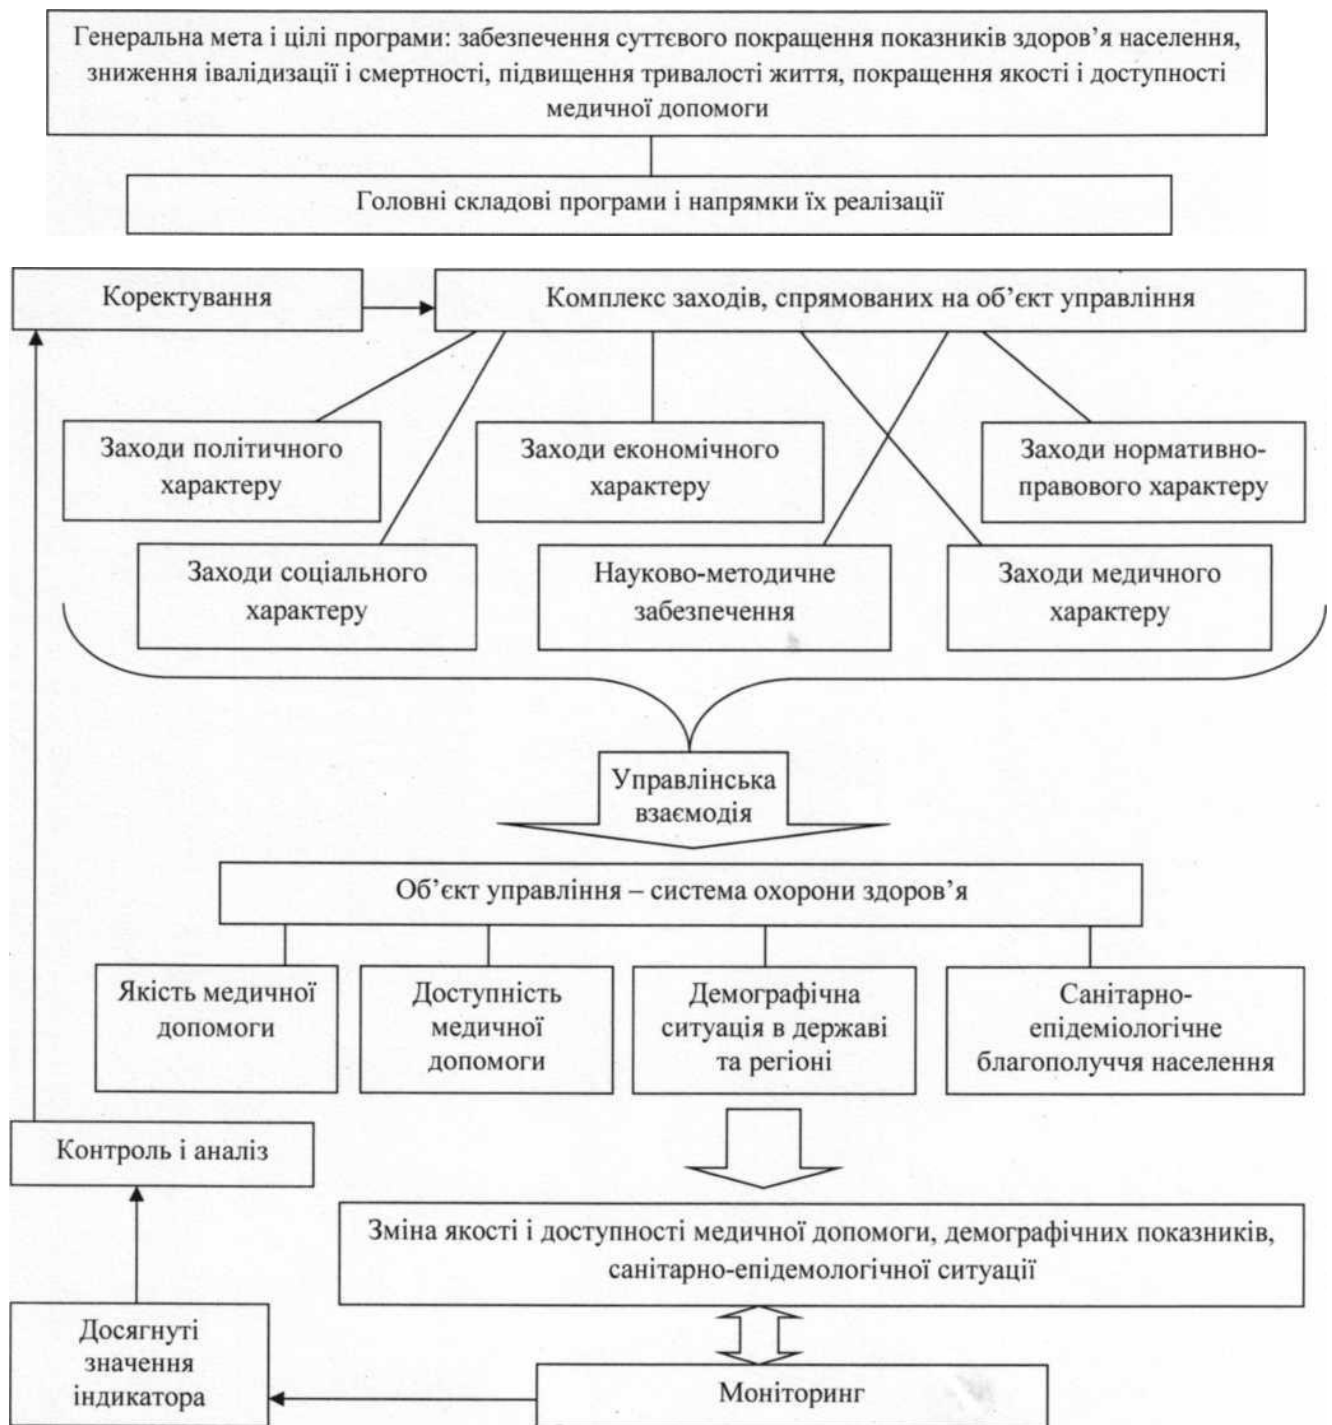 Генеральна мета і цілі програми: забезпечення суттєвого покращення показників здоров’я населення,
зниження івалідизації і смертності, підвищення тривалості життя, покращення якості і доступності
медичної допомоги
Головні складові програми і напрямки їх реалізації
Коректування
Комплекс заходів, спрямованих на об’єкт управління
Заходи політичного
характеру
Заходи економічного
характеру
Заходи нормативно-
правового характеру
Заходи соціального
характеру
Науково-методичне
забезпечення
Заходи медичного
характеру
Управлінська
взаємодія
Об’єкт управління – система охорони здоров’я
Якість медичної
допомоги
Доступність
медичної
допомоги
Демографічна
ситуація в державі
та регіоні
Санітарно-
епідеміологічне
благополуччя населення
Контроль і аналіз
Зміна якості і доступності медичної допомоги, демографічних показників,
санітарно-епідемологічної ситуації
Досягнуті
значення
індикатора
Моніторинг